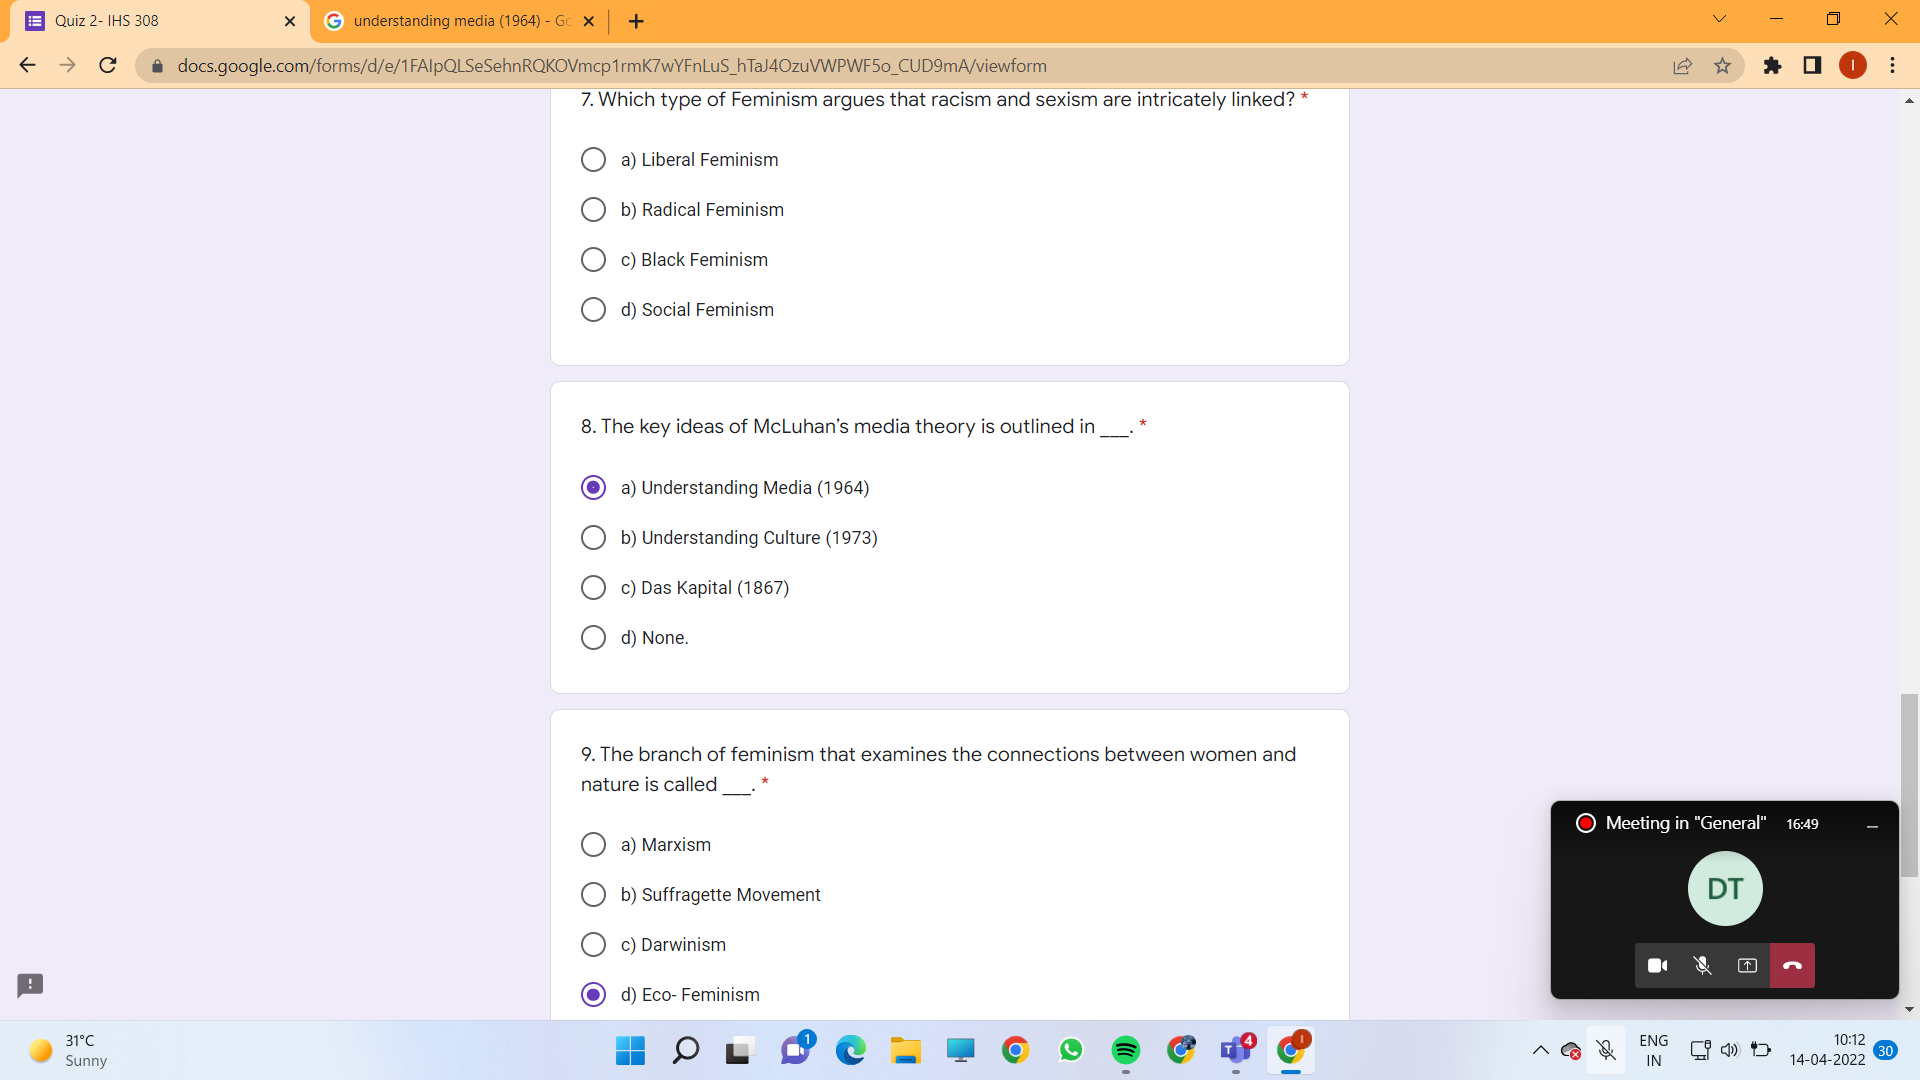 Quiz 2- IHS 308
understanding media (1964) - Go
docs.google.com/forms/d/e/1FAIpQLSeSehnRQKOVmcp1rmK7wYFnLuS_hTaJ4OzuVWPWF5o_CUD9mA/viewform
I
7. Which type of Feminism argues that racism and sexism are intricately linked? *
a) Liberal Feminism
b) Radical Feminism
c) Black Feminism
d) Social Feminism
8. The key ideas of McLuhan's media theory is outlined in ___. *
a) Understanding Media (1964)
b) Understanding Culture (1973)
c) Das Kapital (1867)
d) None.
9. The branch of feminism that examines the connections between women and
nature is called ___. *
a) Marxism
b) Suffragette Movement
c) Darwinism
d) Eco- Feminism
Meeting in "General" 16:49
DT
31°C
Sunny
1
4
I
ENG
IN
10:12
14-04-2022
30